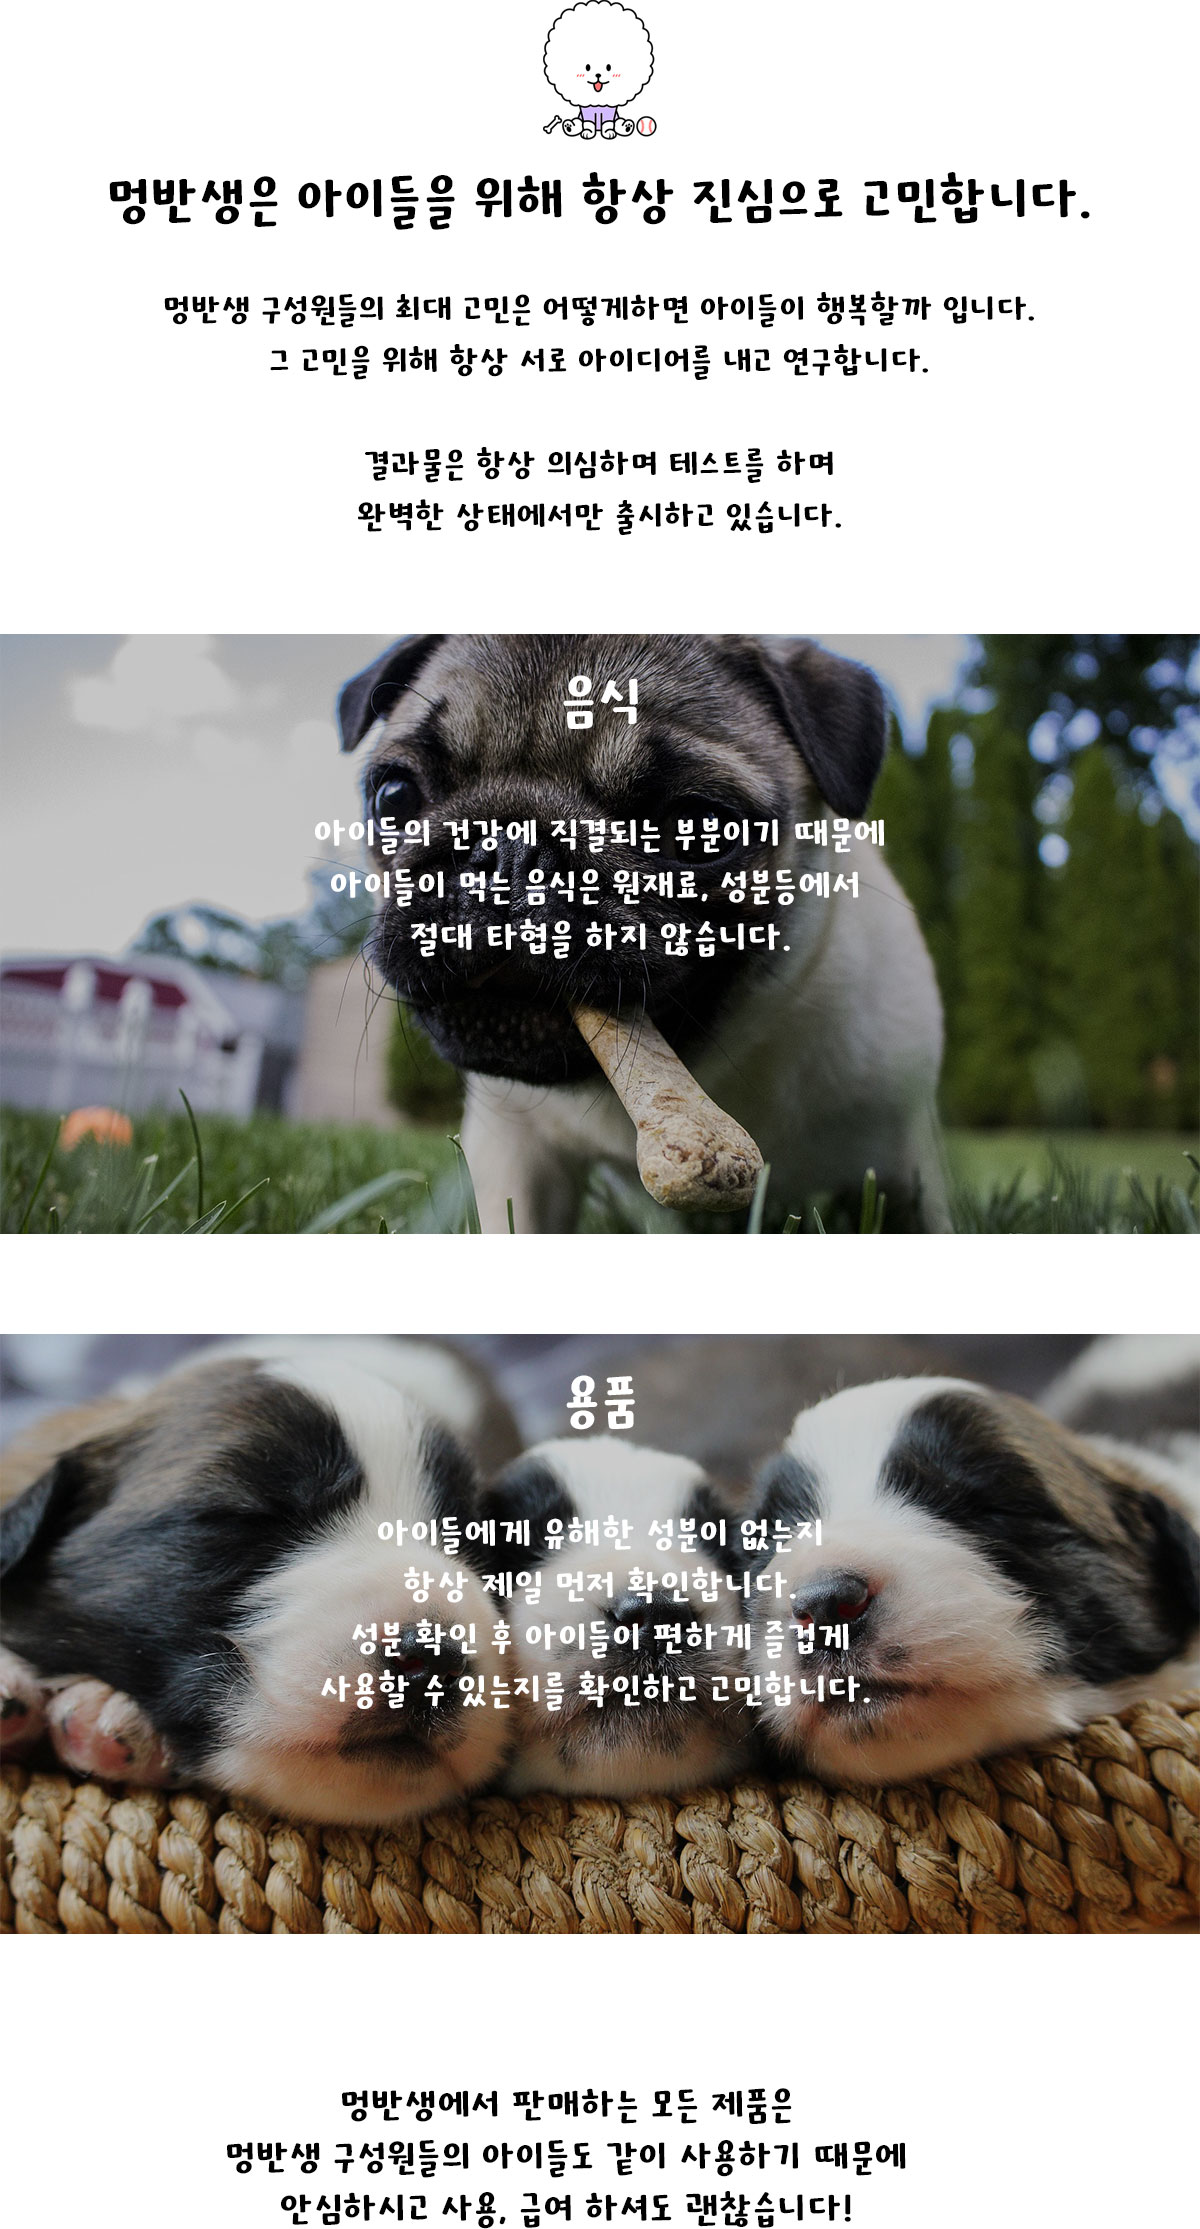 멍반생은 아이들을 위해 항상 진심으로 고민합니다.
멍반생 구성원들의 최대 고민은 어떻게하면 아이들이 행복할까 입니다.
그 고민을 위해 항상 서로 아이디어를 내고 연구합니다.
결과물은 항상 의심하며 테스트를 하며
완벽한 상태에서만 출시하고 있습니다.
음식
아이들의 건강에 직결되는 부분이기 때문에
아이들이 먹는 음식은 원재료, 성분등에서
절대 타협을 하지 않습니다.
용품
아이들에게 유해한 성분이 없는지
항상 제일 먼저 확인합니다.
성분 확인 후 아이들이 편하게 즐겁게
사용할 수 있는지를 확인하고 고민합니다.
멍반생에서 판매하는 모든 제품은
멍반생 구성원들의 아이들도 같이 사용하기 때문에
안심하시고 사용, 급여 하셔도 괜찮습니다!